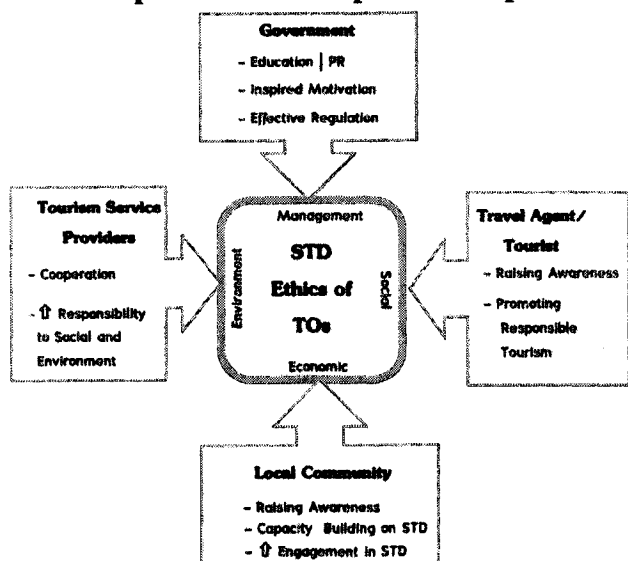 Government
- Education | PR
- Inspired Motivation
- Effective Regulation
Tourism Service
Providers
- Cooperation
- ⇧ Responsibility
to Social and
Environment
Management
Environment
STD
Ethics of
TOs
Social
Economic
Travel Agent/
Tourist
- Raising Awareness
- Promoting
Responsible
Tourism
Local Community
- Raising Awareness
- Capacity Building on STD
- ⇧ Engagement in STD